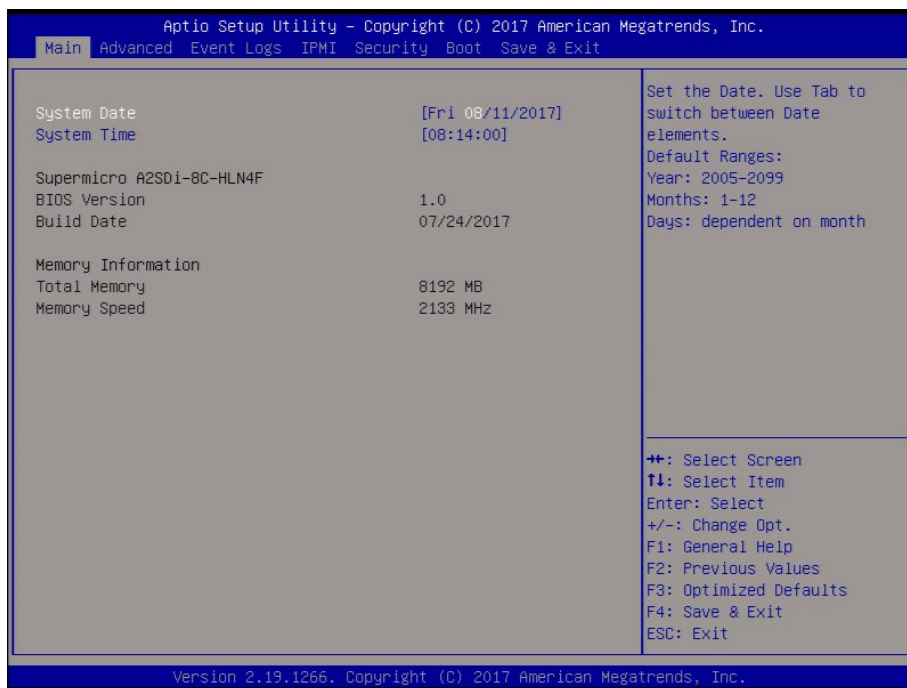 Aptio Setup Utility – Copyright (C) 2017 American Megatrends, Inc.
Main Advanced Event Logs IPMI Security Boot Save & Exit
System Date [Fri 08/11/2017]
System Time [08:14:00]
Supermicro A2SDi-8C-HLN4F
BIOS Version 1.0
Build Date 07/24/2017
Memory Information
Total Memory 8192 MB
Memory Speed 2133 MHz
Set the Date. Use Tab to
switch between Date
elements.
Default Ranges:
Year: 2005-2099
Months: 1-12
Days: dependent on month
→←: Select Screen
↑↓: Select Item
Enter: Select
+/-: Change Opt.
F1: General Help
F2: Previous Values
F3: Optimized Defaults
F4: Save & Exit
ESC: Exit
Version 2.19.1266. Copyright (C) 2017 American Megatrends, Inc.